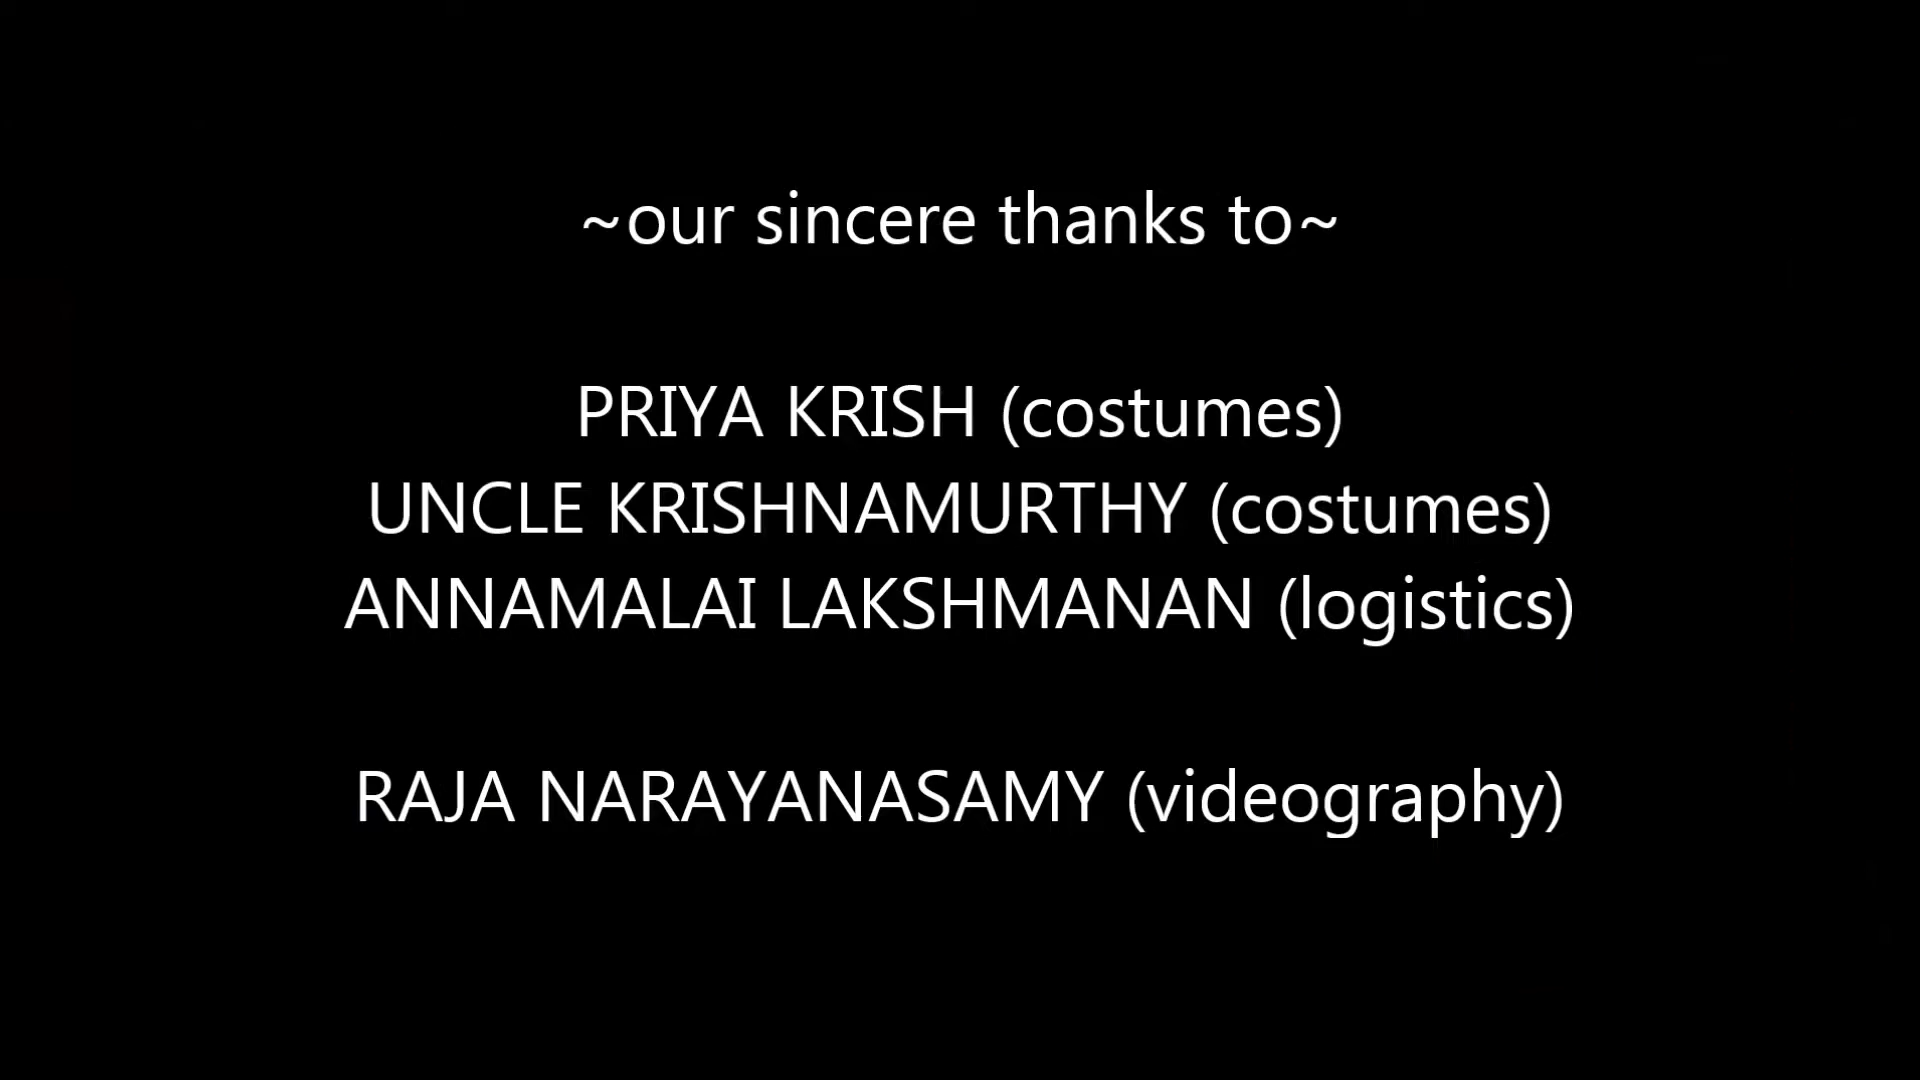 ~our sincere thanks to~
PRIYA KRISH (costumes)
UNCLE KRISHNAMURTHY (costumes)
ANNAMALAI LAKSHMANAN (logistics)
RAJA NARAYANASAMY (videography)